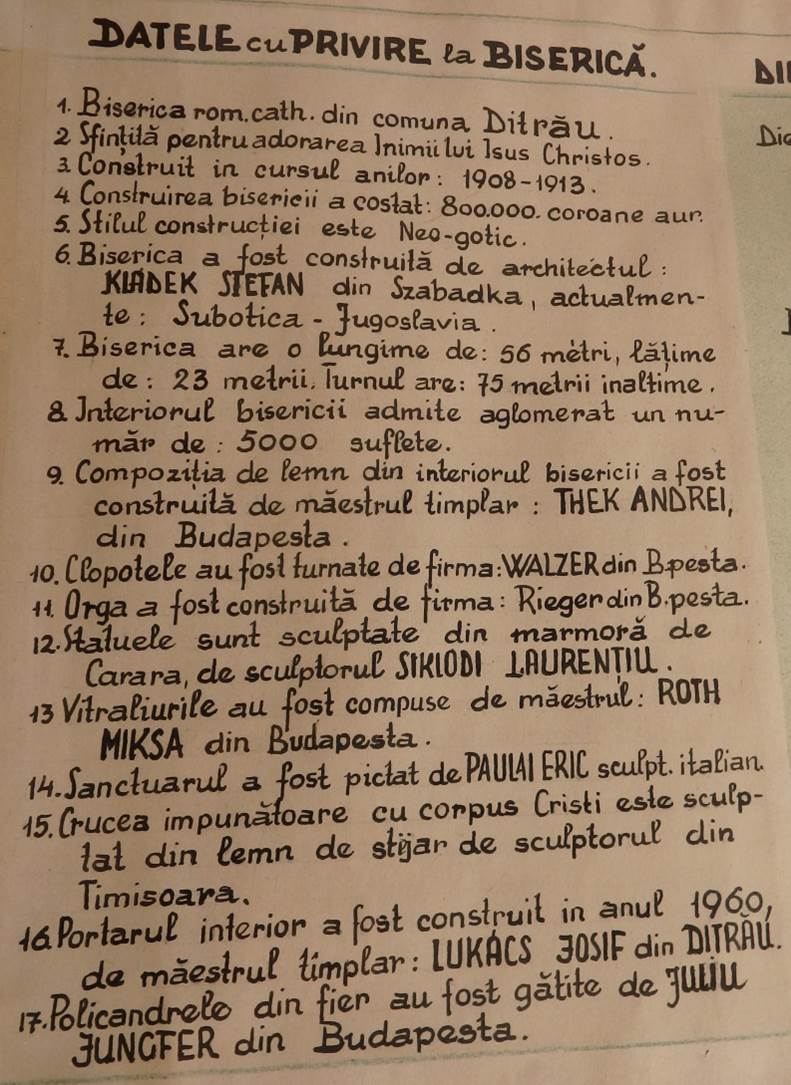 DATELE cu PRIVIRE la BISERICĂ.
1. Biserica rom. cath. din comuna Ditrău.
2 Sfințită pentru adorarea Inimii lui Isus Christos.
3 Construit in cursul anilor: 1908-1913.
4 Construirea bisericii a costat: 800.000. coroane aur.
5. Stilul construcției este Neo-gotic.
6. Biserica a fost construită de architectul:
KLADEK STEFAN din Szabadka, actualmen-
te: Subotica - Jugoslavia.
7. Biserica are o lungime de: 56 metri, lățime
de: 23 metrii. Turnul are: 75 metrii inaltime.
8. Interiorul bisericii admite aglomerat un nu-
măr de: 5000 suflete.
9. Compoziția de lemn din interiorul bisericii a fost
construită de măestrul timplar: THEK ANDREI,
din Budapesta.
10. Clopotele au fost turnate de firma: WALZER din B.pesta.
11. Orga a fost construită de firma: Rieger din B.pesta.
12. Statuele sunt sculptate din marmoră de
Carara, de sculptorul SIKLODI LAURENȚIU.
13 Vitraliurile au fost compuse de măestrul: ROTH
MIKSA din Budapesta.
14. Sanctuarul a fost pictat de PAULAI ERIC sculpt. italian.
15. Crucea impunătoare cu corpus Cristi este sculp-
tat din lemn de stijar de sculptorul din
Timisoara.
16 Portarul interior a fost construit in anul 1960,
de măestrul timplar: LUKÁCS JOSIF din DITRĂU.
17. Policandrele din fier au fost gătite de JULIU
JUNGFER din Budapesta.
DI
Di